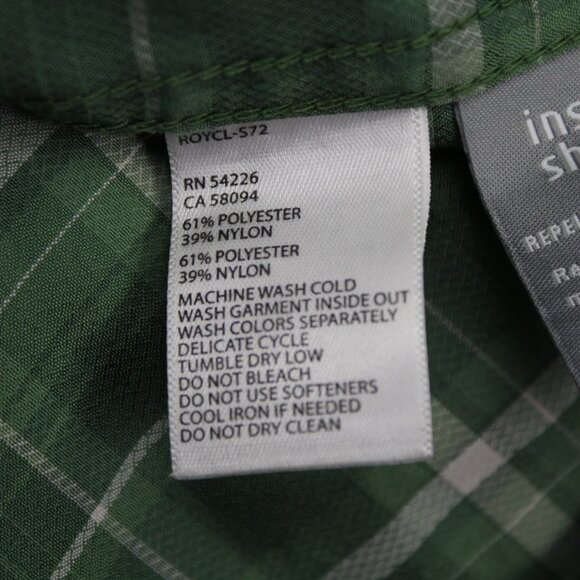 ROYCL-S72
RN 54226
CA 58094
61% POLYESTER
39% NYLON
61% POLYESTER
39% NYLON
MACHINE WASH COLD
WASH GARMENT INSIDE OUT
WASH COLORS SEPARATELY
DELICATE CYCLE
TUMBLE DRY LOW
DO NOT BLEACH
DO NOT USE SOFTENERS
COOL IRON IF NEEDED
DO NOT DRY CLEAN